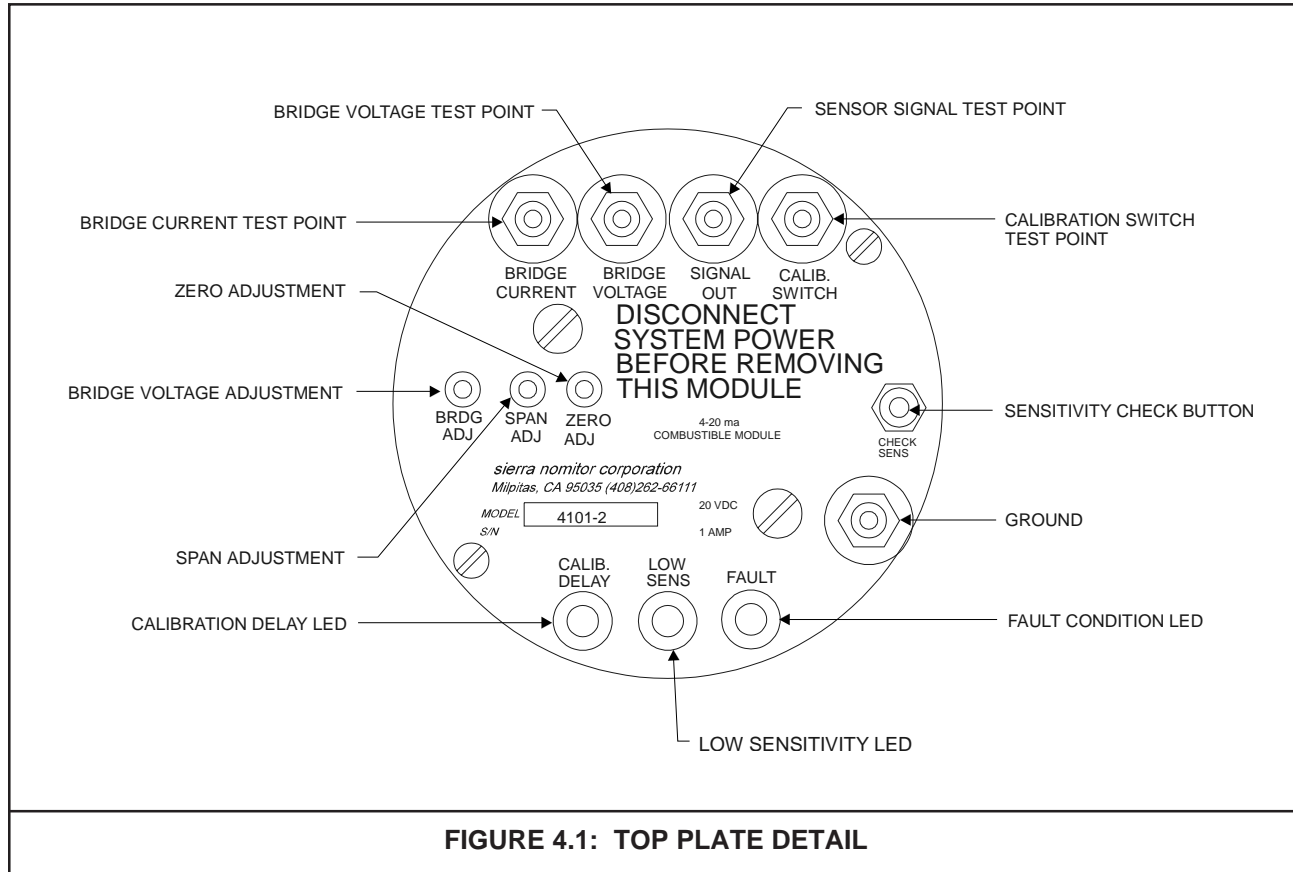 BRIDGE VOLTAGE TEST POINT
SENSOR SIGNAL TEST POINT
BRIDGE CURRENT TEST POINT
CALIBRATION SWITCH
TEST POINT
BRIDGE
CURRENT
BRIDGE
VOLTAGE
SIGNAL
OUT
CALIB.
SWITCH
ZERO ADJUSTMENT
DISCONNECT
SYSTEM POWER
BEFORE REMOVING
THIS MODULE
BRIDGE VOLTAGE ADJUSTMENT
BRDG
ADJ
SPAN
ADJ
ZERO
ADJ
4-20 ma
COMBUSTIBLE MODULE
CHECK
SENS
SENSITIVITY CHECK BUTTON
sierra nomitor corporation
Milpitas, CA 95035 (408)262-66111
MODEL 4101-2
S/N
20 VDC
1 AMP
GROUND
SPAN ADJUSTMENT
CALIB.
DELAY
LOW
SENS
FAULT
CALIBRATION DELAY LED
FAULT CONDITION LED
LOW SENSITIVITY LED
FIGURE 4.1: TOP PLATE DETAIL